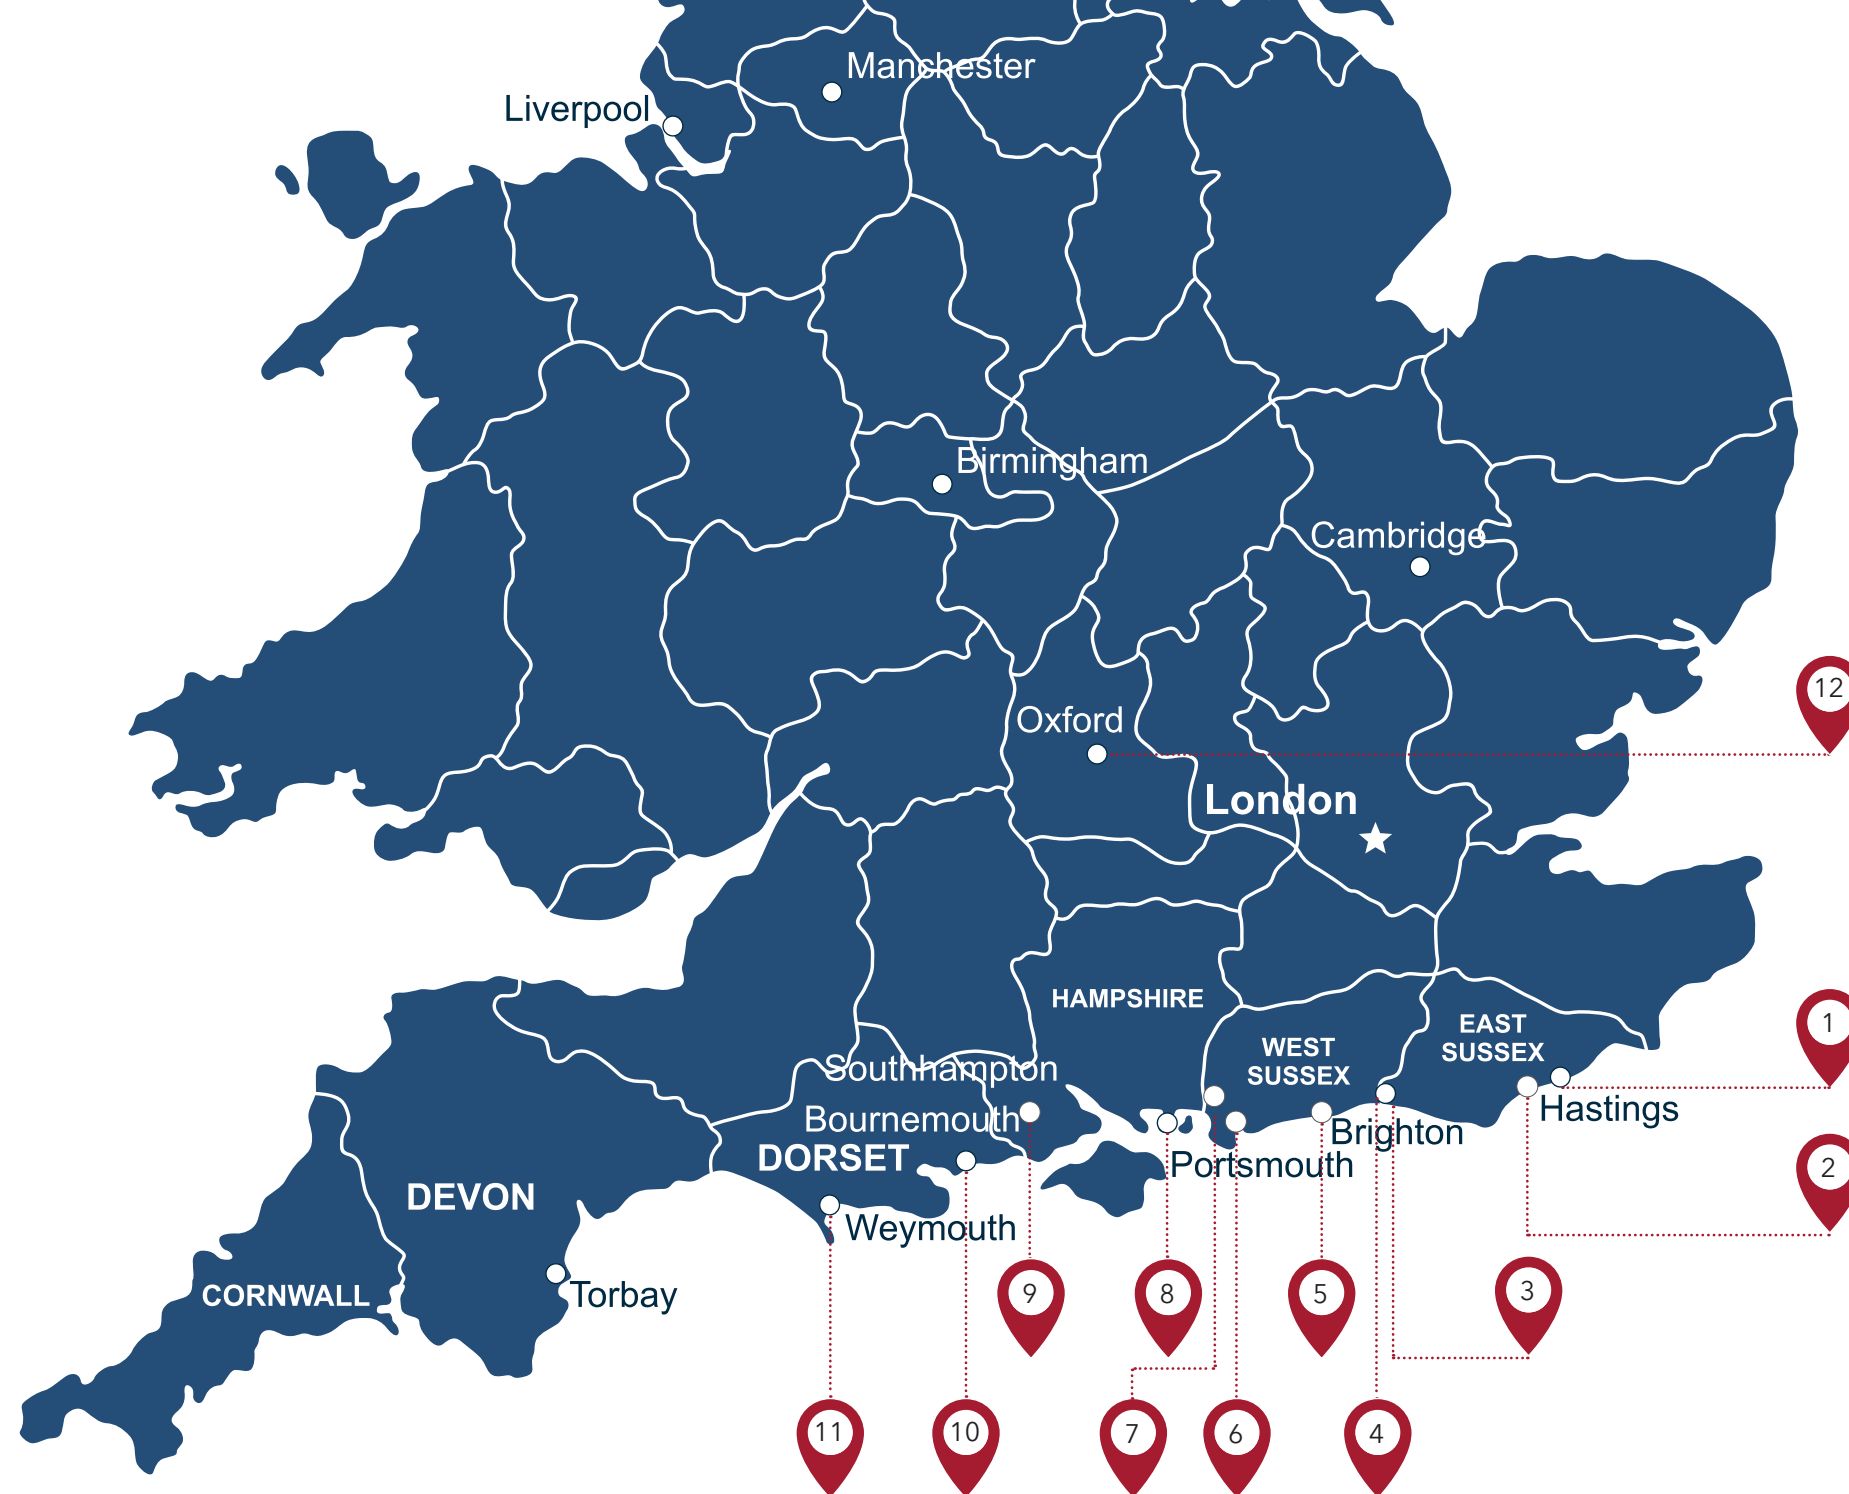 Manchester
Liverpool
Birmingham
Cambridge
12
Oxford
London
HAMPSHIRE
1
EAST
SUSSEX
WEST
SUSSEX
Southhampton
Hastings
Bournemouth
Brighton
DORSET
Portsmouth
2
DEVON
Weymouth
CORNWALL
Torbay
9
8
5
3
11
10
7
6
4